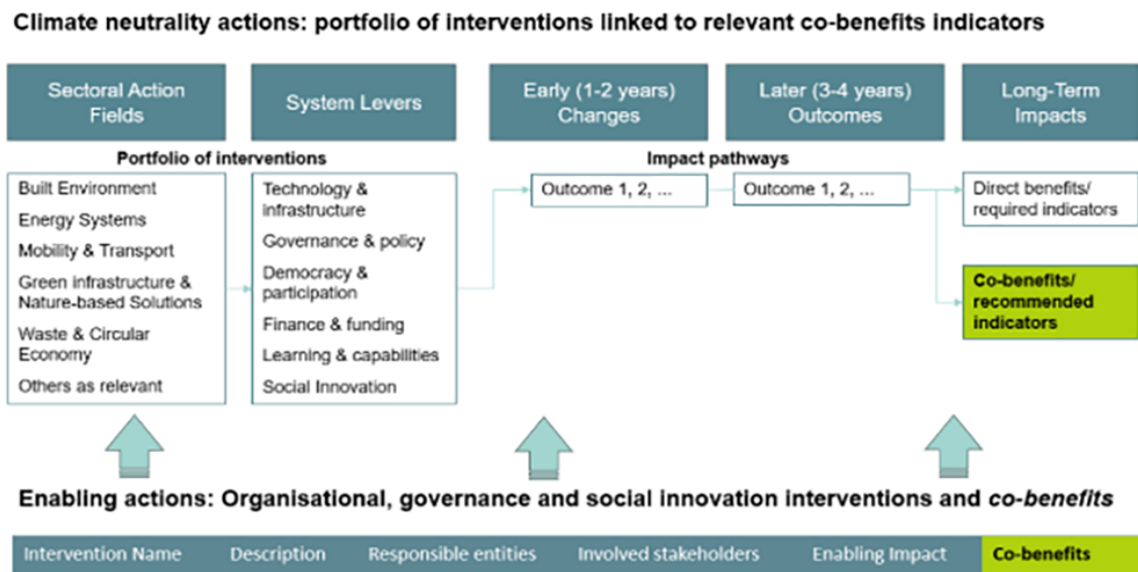 Climate neutrality actions: portfolio of interventions linked to relevant co-benefits indicators
Sectoral Action
Fields
System Levers
Early (1-2 years)
Changes
Later (3-4 years)
Outcomes
Long-Term
Impacts
Portfolio of interventions
Impact pathways
Built Environment
Energy Systems
Mobility & Transport
Green infrastructure &
Nature-based Solutions
Waste & Circular
Economy
Others as relevant
Technology &
infrastructure
Governance & policy
Democracy &
participation
Finance & funding
Learning & capabilities
Social Innovation
Outcome 1, 2, ...
Outcome 1, 2, ...
Direct benefits/
required indicators
Co-benefits/
recommended
indicators
Enabling actions: Organisational, governance and social innovation interventions and co-benefits
Intervention Name
Description
Responsible entities
Involved stakeholders
Enabling Impact
Co-benefits